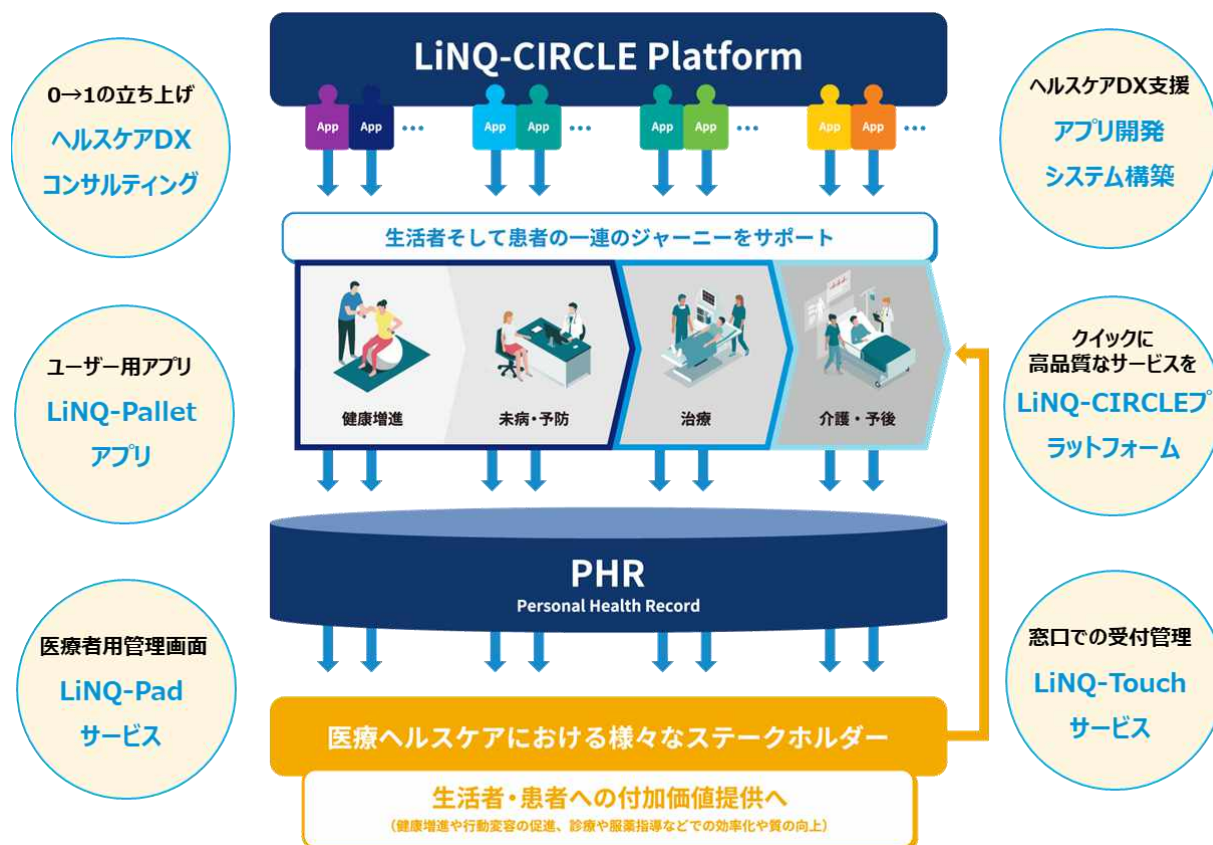 LiNQ-CIRCLE Platform
App
App
•••
App
App
•••
App
App
•••
App
App
•••
生活者そして患者の一連のジャーニーをサポート
健康増進
未病・予防
治療
介護・予後
PHR
Personal Health Record
医療ヘルスケアにおける様々なステークホルダー
生活者・患者への付加価値提供へ
(健康増進や行動変容の促進、診療や服薬指導などでの効率化や質の向上)
0→1の立ち上げ
ヘルスケアDX
コンサルティング
ユーザー用アプリ
LiNQ-Pallet
アプリ
医療者用管理画面
LiNQ-Pad
サービス
ヘルスケアDX支援
アプリ開発
システム構築
クイックに
高品質なサービスを
LiNQ-CIRCLEプ
ラットフォーム
窓口での受付管理
LiNQ-Touch
サービス